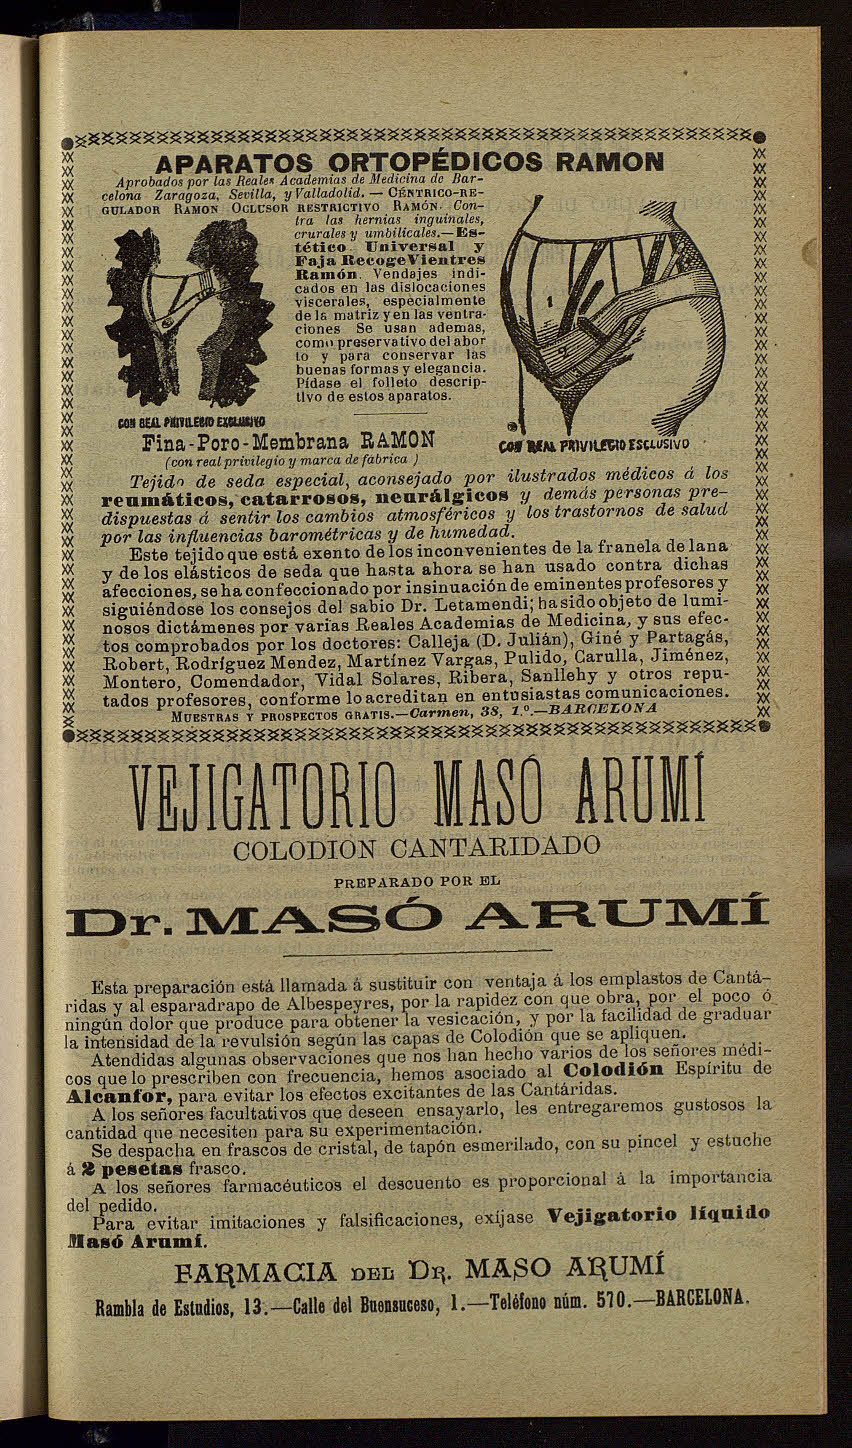 APARATOS ORTOPÉDICOS RAMON
Aprobados por las Reales Academias de Medicina de Bar-
celona Zaragoza, Sevilla, y Valladolid. — CÉNTRICO-RE-
GULADOR RAMON OCLUSOR RESTRICTIVO RAMÓN. Con-
tra las hernias inguinales,
crurales y umbilicales.—Es-
tético Universal y
Faja RecogeVientres
Ramón. Vendajes indi-
cados en las dislocaciones
viscerales, especialmente
de la matriz y en las ventra-
ciones Se usan ademas,
como preservativo del abor
to y para conservar las
buenas formas y elegancia.
Pídase el folleto descrip-
tivo de estos aparatos.
1
2
CON REAL PRIVILEGIO EXCLUSIVO
CON REAL PRIVILEGIO ESCLUSIVO
Fina-Poro-Membrana RAMON
(con real privilegio y marca de fabrica )
Tejido de seda especial, aconsejado por ilustrados médicos á los
reumáticos, catarrosos, neurálgicos y demás personas pre-
dispuestas á sentir los cambios atmosféricos y los trastornos de salud
por las influencias barométricas y de humedad.
Este tejido que está exento de los inconvenientes de la franela de lana
y de los elásticos de seda que hasta ahora se han usado contra dichas
afecciones, se ha confeccionado por insinuación de eminentes profesores y
siguiéndose los consejos del sabio Dr. Letamendi; ha sido objeto de lumi-
nosos dictámenes por varias Reales Academias de Medicina, y sus efec-
tos comprobados por los doctores: Calleja (D. Julián), Giné y Partagás,
Robert, Rodríguez Mendez, Martínez Vargas, Pulido, Carulla, Jiménez,
Montero, Comendador, Vidal Solares, Ribera, Sanllehy y otros repu-
tados profesores, conforme lo acreditan en entusiastas comunicaciones.
MUESTRAS Y PROSPECTOS GRATIS.—Carmen, 38, 1.º.—BARCELONA
VEJIGATORIO MASÓ ARUMÍ
COLODION CANTARIDADO
PREPARADO POR EL
Dr. MASÓ ARUMÍ
Esta preparación está llamada á sustituir con ventaja á los emplastos de Cantá-
ridas y al esparadrapo de Albespeyres, por la rapidez con que obra, por el poco ó
ningún dolor que produce para obtener la vesicación, y por la facilidad de graduar
la intensidad de la revulsión según las capas de Colodión que se apliquen.
Atendidas algunas observaciones que nos han hecho varios de los señores médi-
cos que lo prescriben con frecuencia, hemos asociado al Colodión Espíritu de
Alcanfor, para evitar los efectos excitantes de las Cantáridas.
A los señores facultativos que deseen ensayarlo, les entregaremos gustosos la
cantidad que necesiten para su experimentación.
Se despacha en frascos de cristal, de tapón esmerilado, con su pincel y estuche
á 2 pesetas frasco.
A los señores farmacéuticos el descuento es proporcional á la importancia
del pedido.
Para evitar imitaciones y falsificaciones, exíjase Vejigatorio líquido
Masó Arumí.
FARMACIA DEL DR. MASO ARUMÍ
Rambla de Estudios, 13.—Calle del Buensuceso, 1.—Teléfono núm. 570.—BARCELONA.